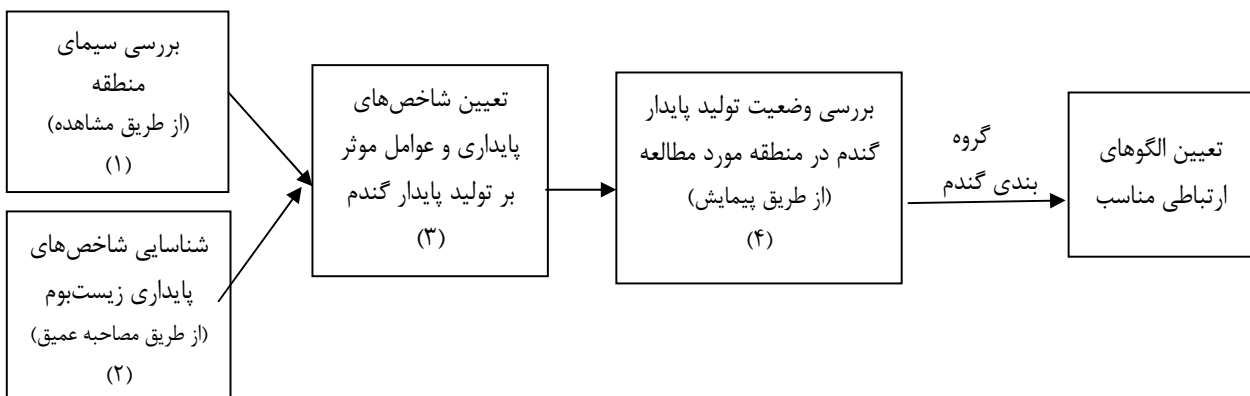 بررسی سیمای
منطقه
(از طریق مشاهده)
(۱)
شناسایی شاخص‌های
پایداری زیست‌بوم
(از طریق مصاحبه عمیق)
(۲)
تعیین شاخص‌های
پایداری و عوامل موثر
بر تولید پایدار گندم
(۳)
بررسی وضعیت تولید پایدار
گندم در منطقه مورد مطالعه
(از طریق پیمایش)
(۴)
گروه
بندی گندم
تعیین الگوهای
ارتباطی مناسب